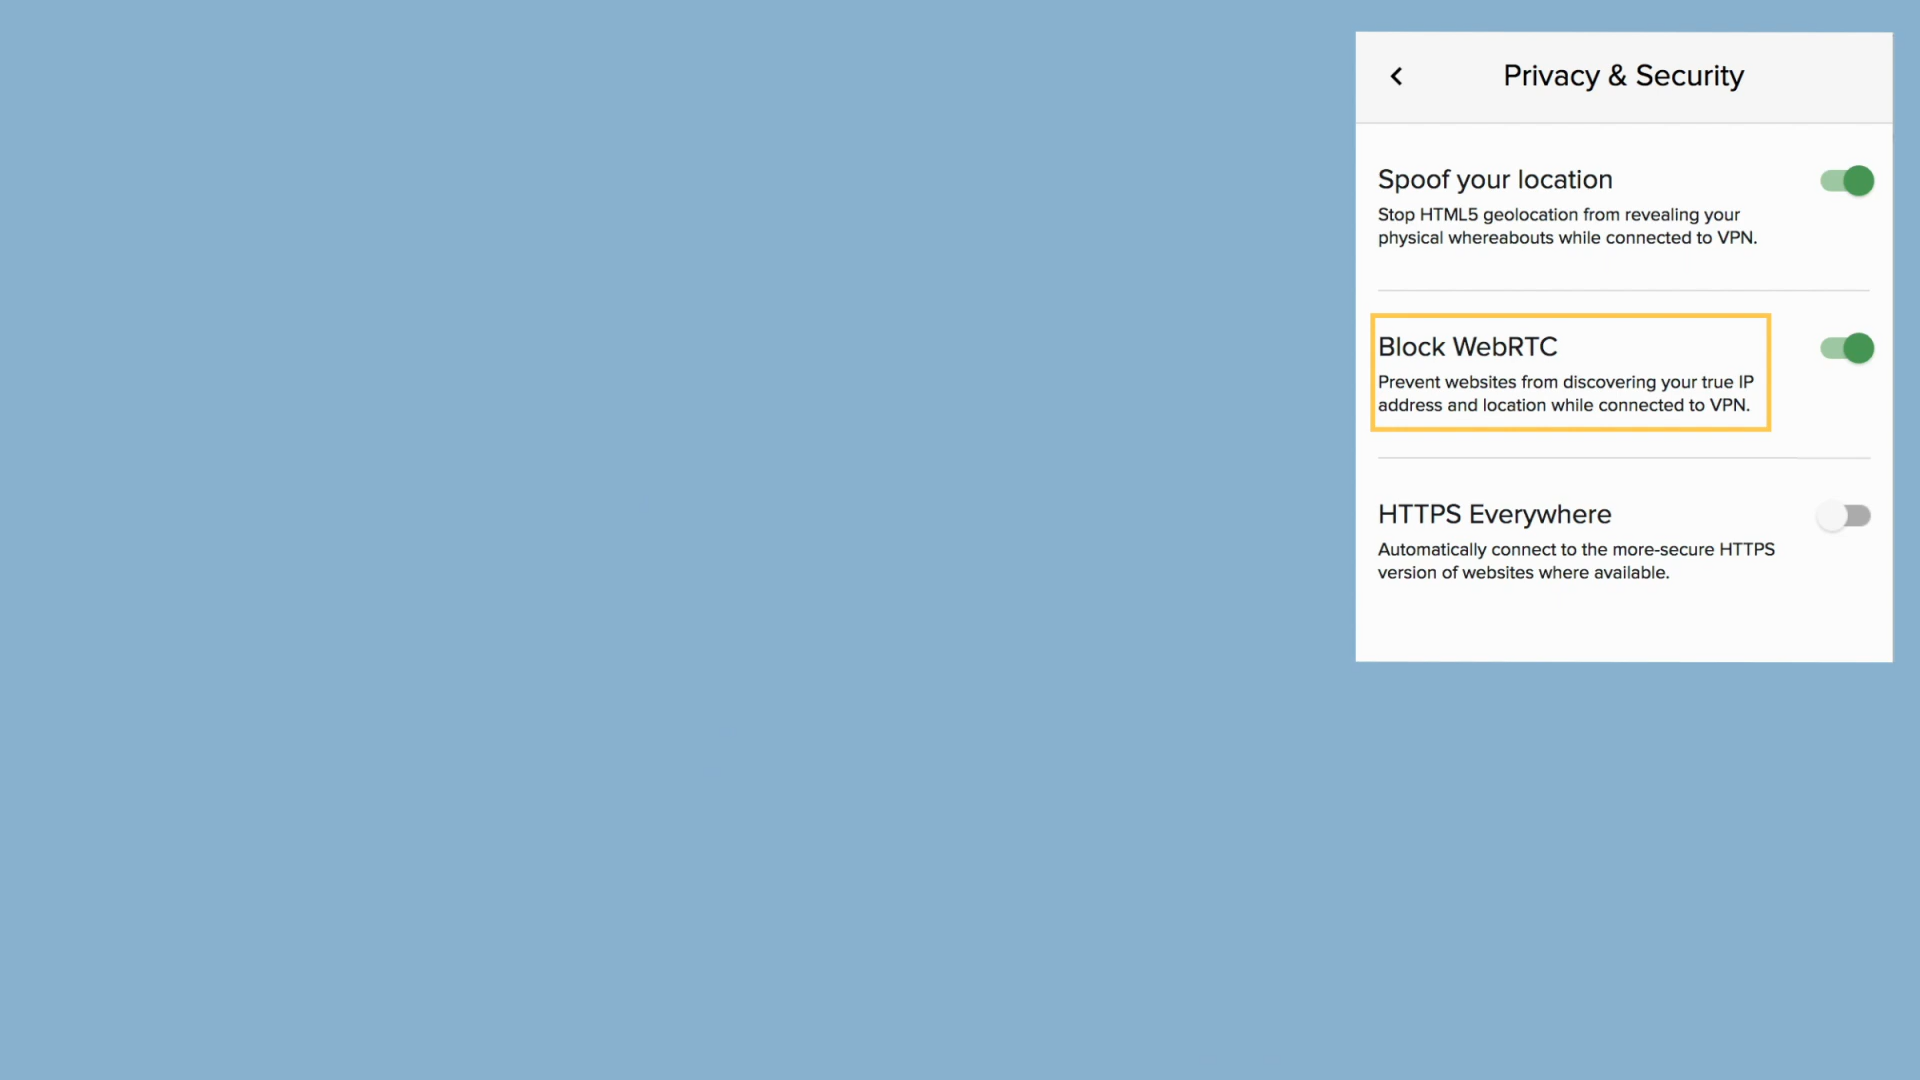 Privacy & Security
Spoof your location
Stop HTML5 geolocation from revealing your
physical whereabouts while connected to VPN.
Block WebRTC
Prevent websites from discovering your true IP
address and location while connected to VPN.
HTTPS Everywhere
Automatically connect to the more-secure HTTPS
version of websites where available.